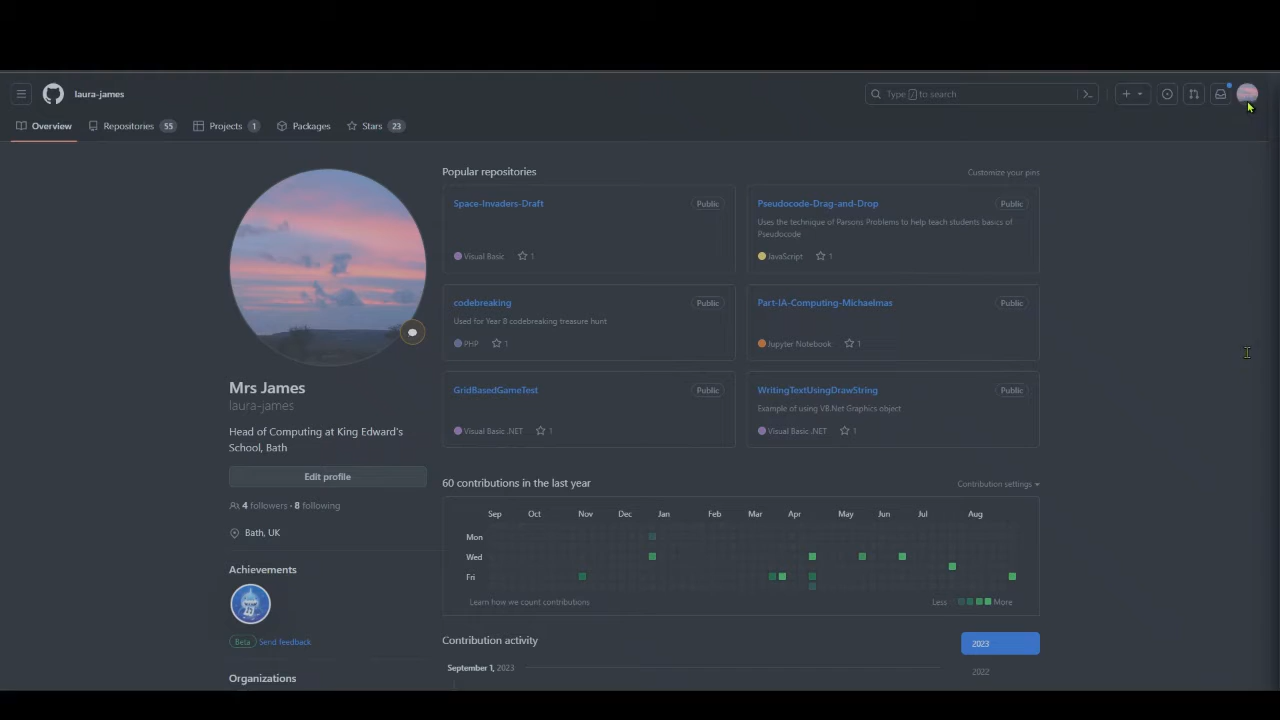 laura-james
Type / to search
Overview
Repositories 55
Projects 1
Packages
Stars 23
Popular repositories
Customize your pins
Space-Invaders-Draft
Public
Visual Basic
1
Pseudocode-Drag-and-Drop
Public
Uses the technique of Parsons Problems to help teach students basics of
Pseudocode
JavaScript
1
codebreaking
Public
Used for Year 8 codebreaking treasure hunt
PHP
1
Part-IA-Computing-Michaelmas
Public
Jupyter Notebook
1
GridBasedGameTest
Public
Visual Basic .NET
1
WritingTextUsingDrawString
Public
Example of using VB.Net Graphics object
Visual Basic .NET
1
Mrs James
laura-james
Head of Computing at King Edward's
School, Bath
Edit profile
4 followers · 8 following
Bath, UK
Achievements
Beta Send feedback
Organizations
60 contributions in the last year
Contribution settings
Sep Oct Nov Dec Jan Feb Mar Apr May Jun Jul Aug
Mon
Wed
Fri
Learn how we count contributions
Less More
Contribution activity
2023
September 1, 2023
2022